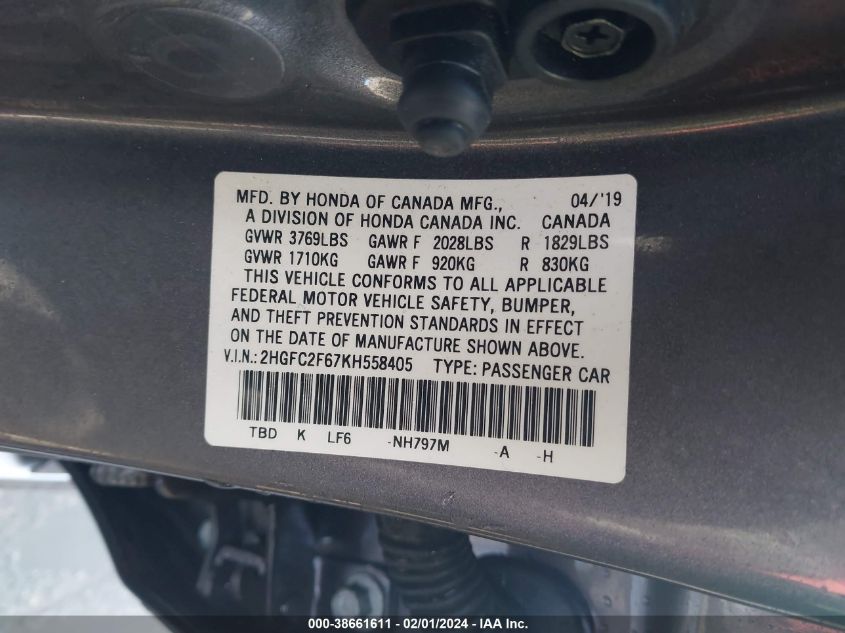 MFD. BY HONDA OF CANADA MFG., 04/'19
A DIVISION OF HONDA CANADA INC. CANADA
GVWR 3769LBS GAWR F 2028LBS R 1829LBS
GVWR 1710KG GAWR F 920KG R 830KG
THIS VEHICLE CONFORMS TO ALL APPLICABLE
FEDERAL MOTOR VEHICLE SAFETY, BUMPER,
AND THEFT PREVENTION STANDARDS IN EFFECT
ON THE DATE OF MANUFACTURE SHOWN ABOVE.
V.I.N.: 2HGFC2F67KH558405 TYPE: PASSENGER CAR
TBD K LF6 -NH797M -A -H
000-38661611 - 02/01/2024 - IAA Inc.